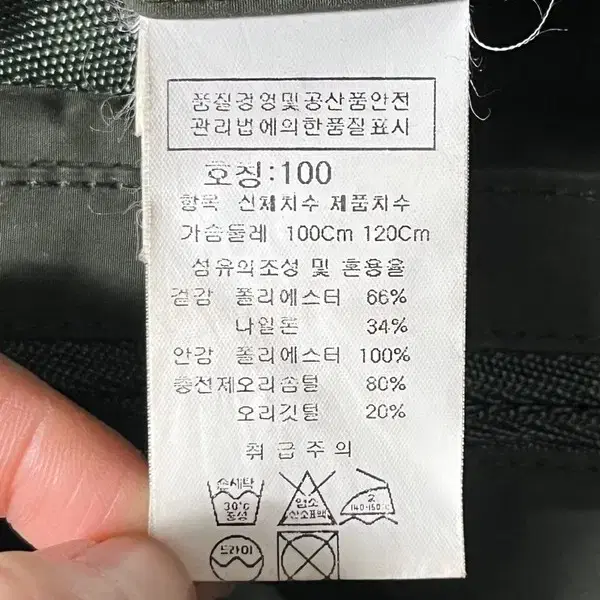 품질경영및공산품안전
관리법에의한품질표시
호칭:100
항목 신체치수 제품치수
가슴둘레 100Cm 120Cm
섬유의조성 및 혼용율
겉감 폴리에스터 66%
나일론 34%
안감 폴리에스터 100%
충전제오리솜털 80%
오리깃털 20%
취급주의
손세탁
30.C
중성
염소
산소표백
2
140-150°C
드라이